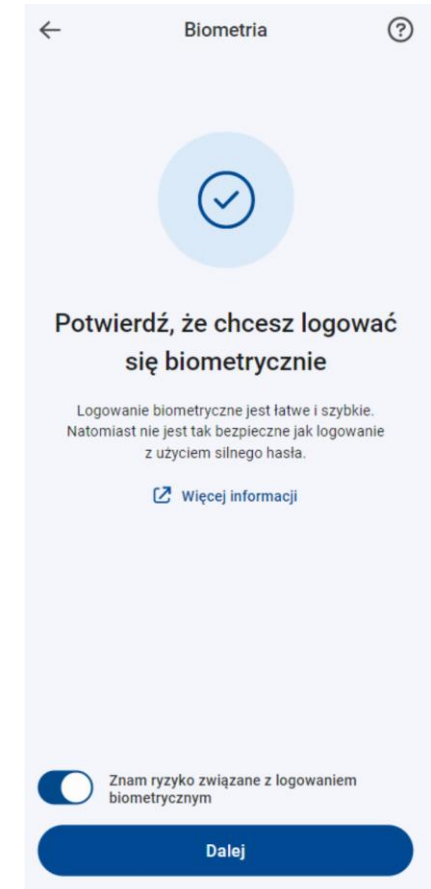 Biometria
Potwierdź, że chcesz logować
się biometrycznie
Logowanie biometryczne jest łatwe i szybkie.
Natomiast nie jest tak bezpieczne jak logowanie
z użyciem silnego hasła.
Więcej informacji
Znam ryzyko związane z logowaniem
biometrycznym
Dalej